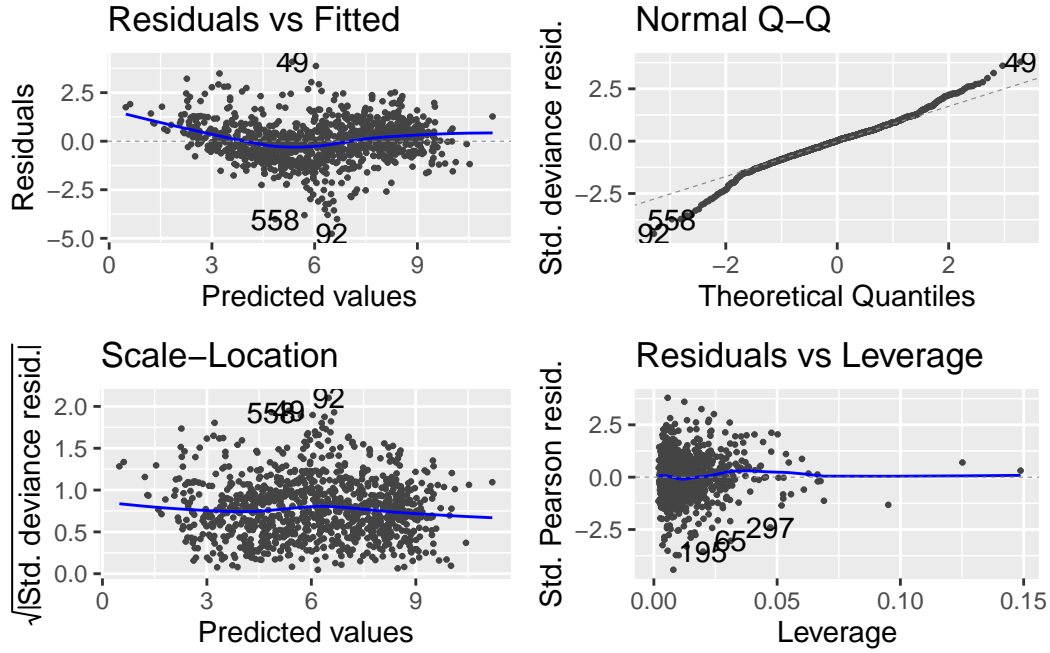 Residuals vs Fitted
Residuals
2.5
0.0
−2.5
−5.0
49
558
92
0 3 6 9
Predicted values
Normal Q−Q
Std. deviance resid.
2.5
0.0
−2.5
49
558
92
−2 0 2
Theoretical Quantiles
Scale−Location
√|Std. deviance resid.|
2.0
1.5
1.0
0.5
0.0
558
49
92
0 3 6 9
Predicted values
Residuals vs Leverage
Std. Pearson resid.
2.5
0.0
−2.5
297
65
195
0.00 0.05 0.10 0.15
Leverage